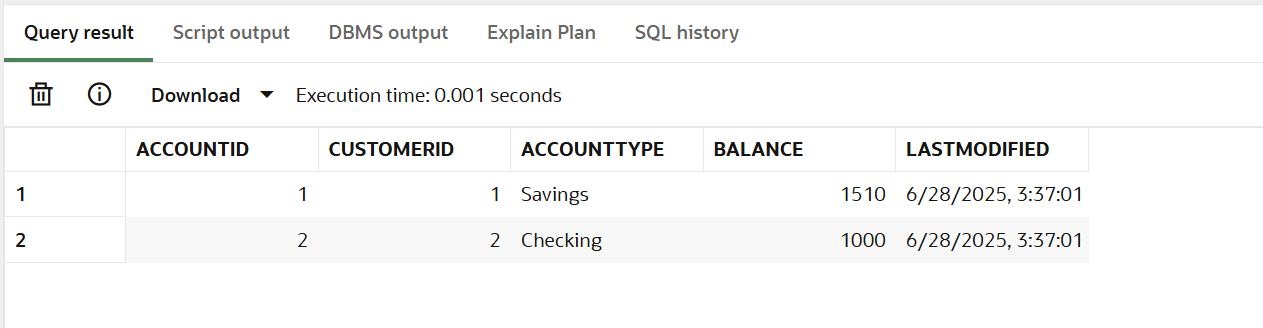 Query result Script output DBMS output Explain Plan SQL history
Download Execution time: 0.001 seconds
ACCOUNTID CUSTOMERID ACCOUNTTYPE BALANCE LASTMODIFIED
1 1 1 Savings 1510 6/28/2025, 3:37:01
2 2 2 Checking 1000 6/28/2025, 3:37:01